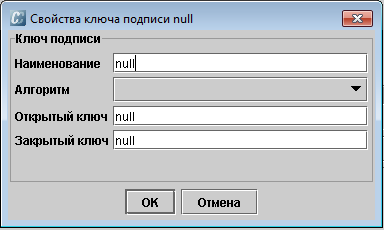 Свойства ключа подписи null
Ключ подписи
Наименование null
Алгоритм
Открытый ключ null
Закрытый ключ null
OK Отмена